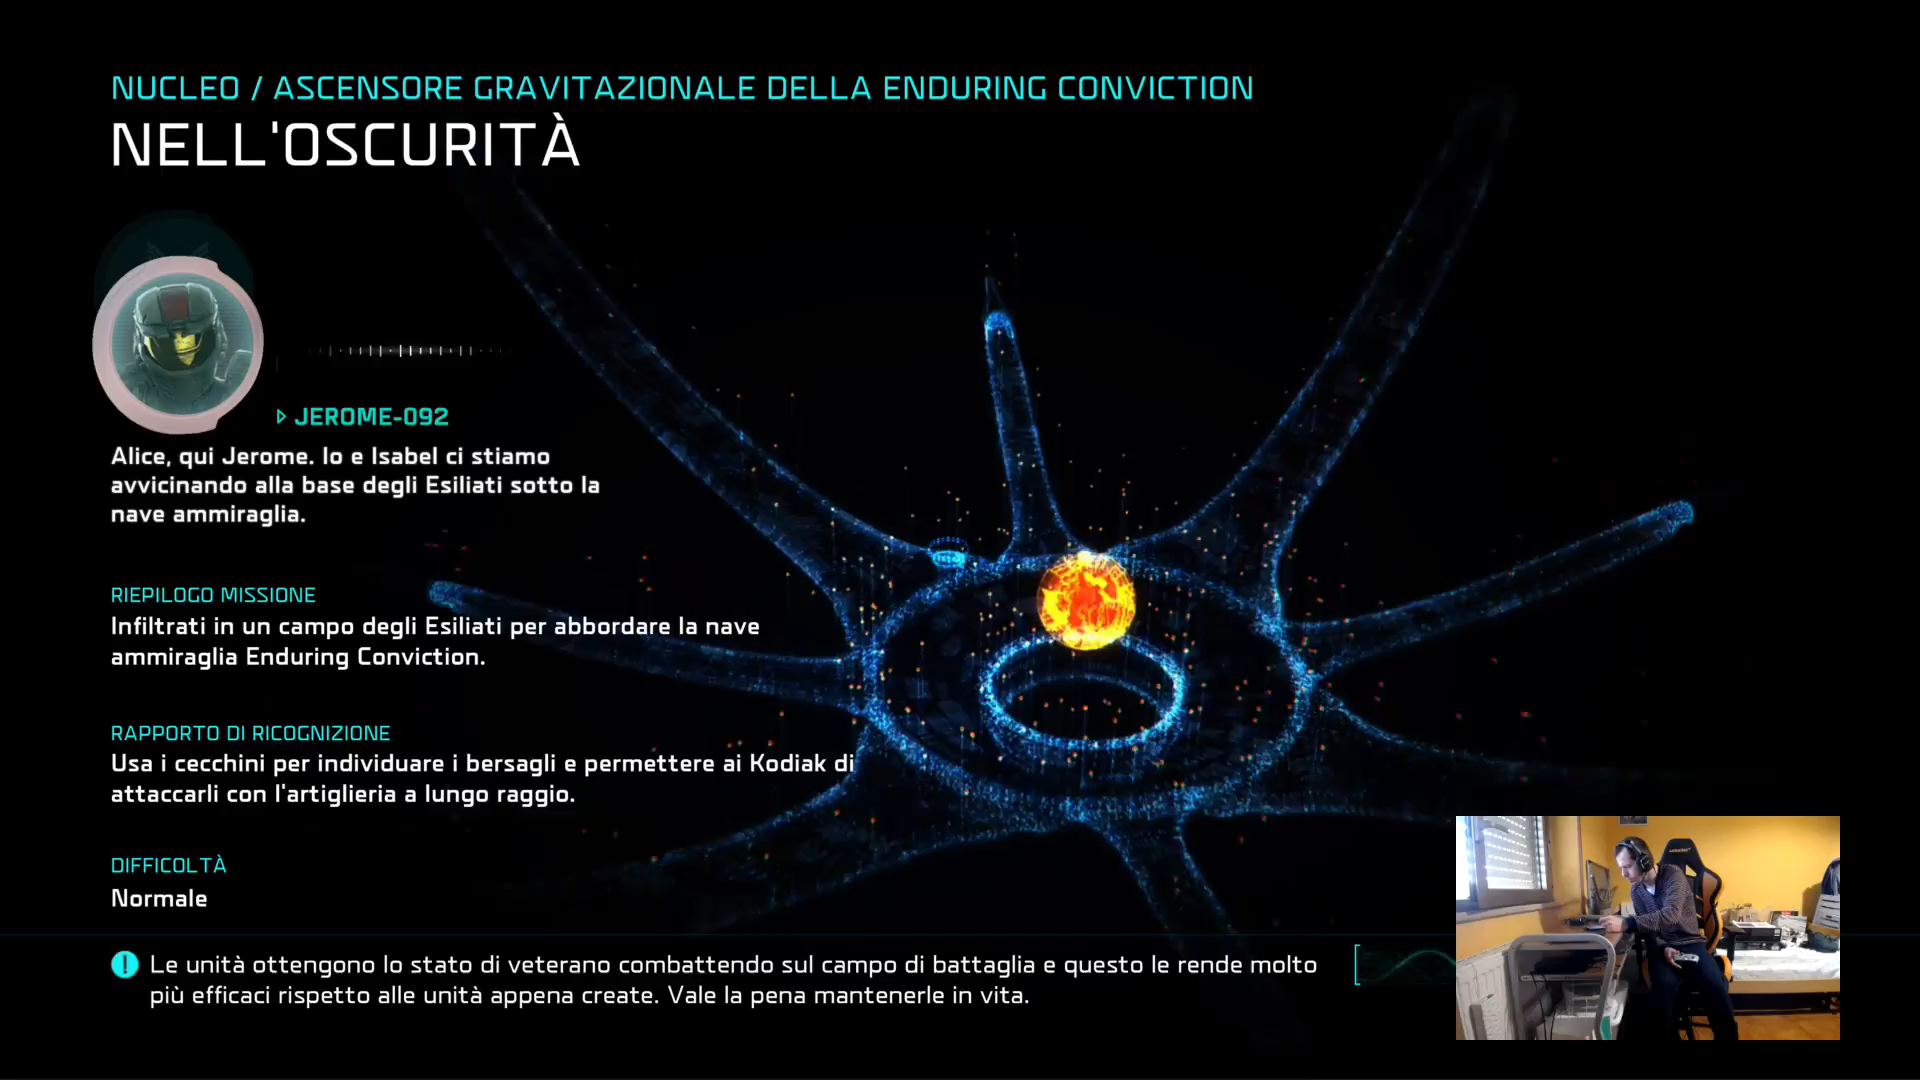 NUCLEO / ASCENSORE GRAVITAZIONALE DELLA ENDURING CONVICTION
NELL'OSCURITÀ
JEROME-092
Alice, qui Jerome. Io e Isabel ci stiamo
avvicinando alla base degli Esiliati sotto la
nave ammiraglia.
RIEPILOGO MISSIONE
Infiltrati in un campo degli Esiliati per abbordare la nave
ammiraglia Enduring Conviction.
RAPPORTO DI RICOGNIZIONE
Usa i cecchini per individuare i bersagli e permettere ai Kodiak di
attaccarli con l'artiglieria a lungo raggio.
DIFFICOLTÀ
Normale
Le unità ottengono lo stato di veterano combattendo sul campo di battaglia e questo le rende molto
più efficaci rispetto alle unità appena create. Vale la pena mantenerle in vita.